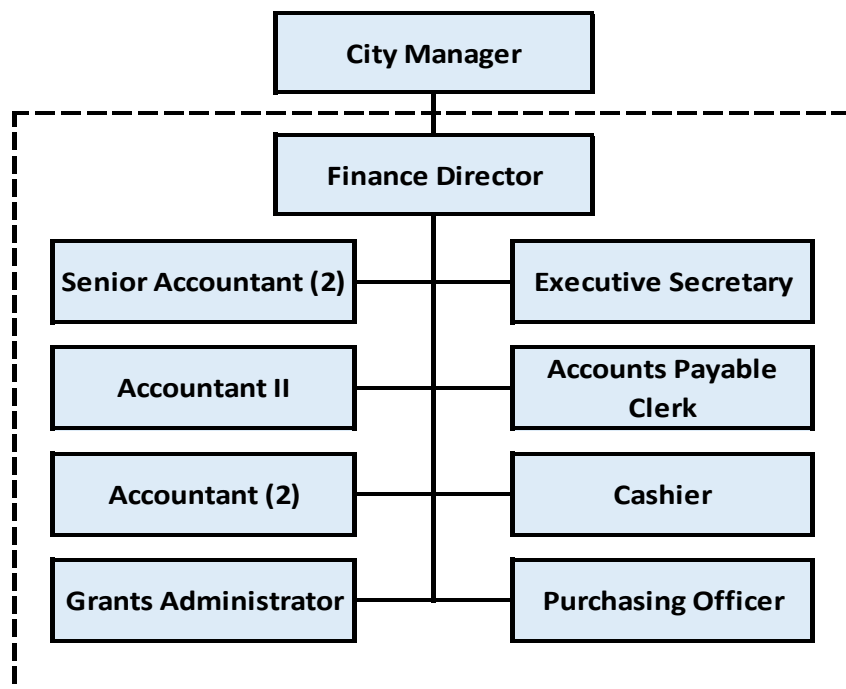 City Manager
Finance Director
Senior Accountant (2)
Executive Secretary
Accountant II
Accounts Payable
Clerk
Accountant (2)
Cashier
Grants Administrator
Purchasing Officer